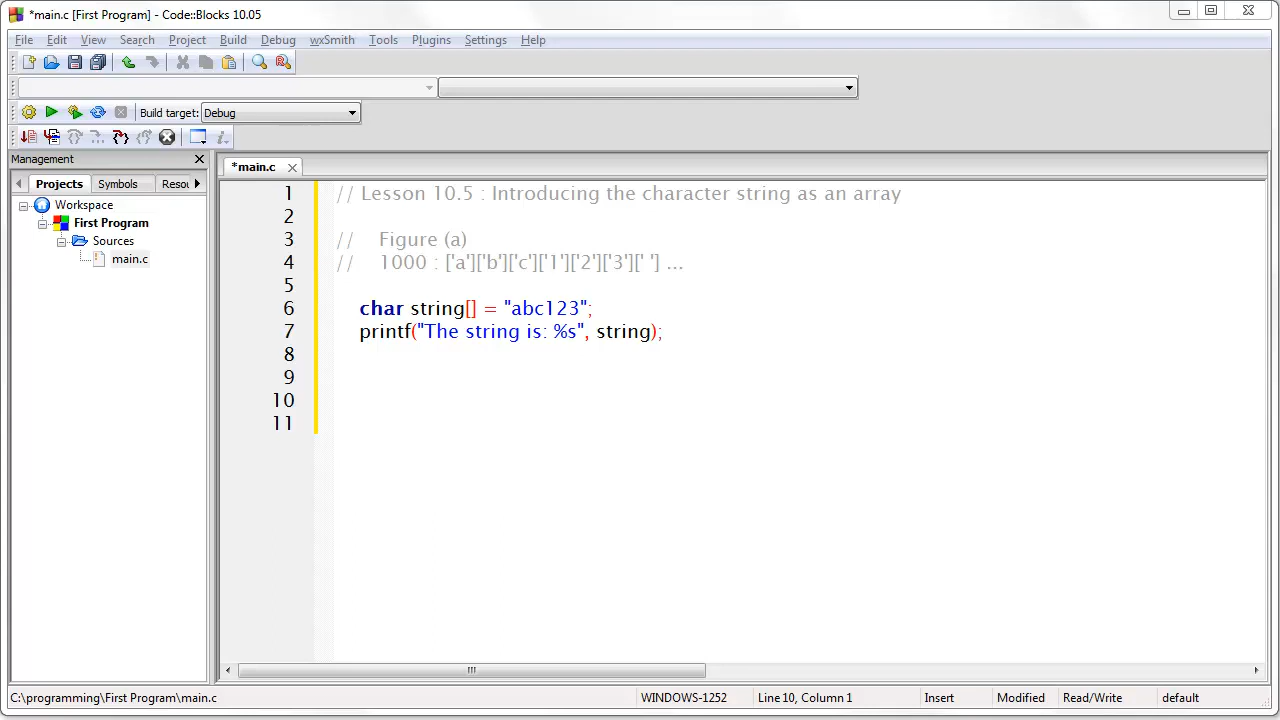 *main.c [First Program] - Code::Blocks 10.05
File Edit View Search Project Build Debug wxSmith Tools Plugins Settings Help
Build target: Debug
Management
*main.c
Projects Symbols Resou
Workspace
First Program
Sources
main.c
1 // Lesson 10.5 : Introducing the character string as an array
2
3 // Figure (a)
4 // 1000 : ['a']['b']['c']['1']['2']['3'][' '] ...
5
6 char string[] = "abc123";
7 printf("The string is: %s", string);
8
9
10
11
C:\programming\First Program\main.c WINDOWS-1252 Line 10, Column 1 Insert Modified Read/Write default